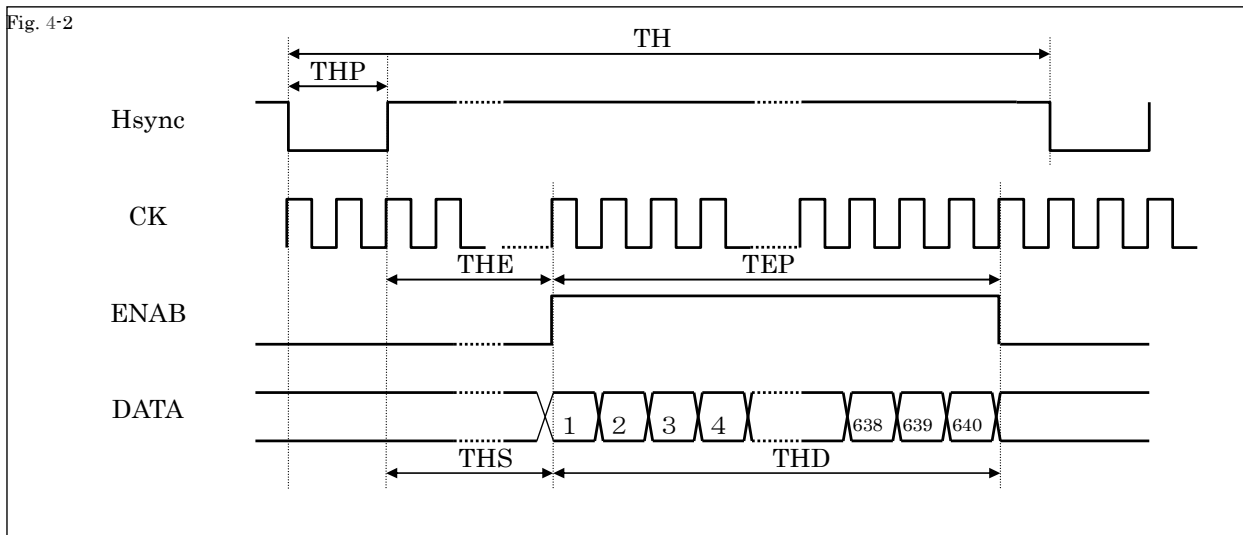 Fig. 4-2
TH
THP
Hsync
CK
THE TEP
ENAB
DATA
1 2 3 4 638 639 640
THS THD